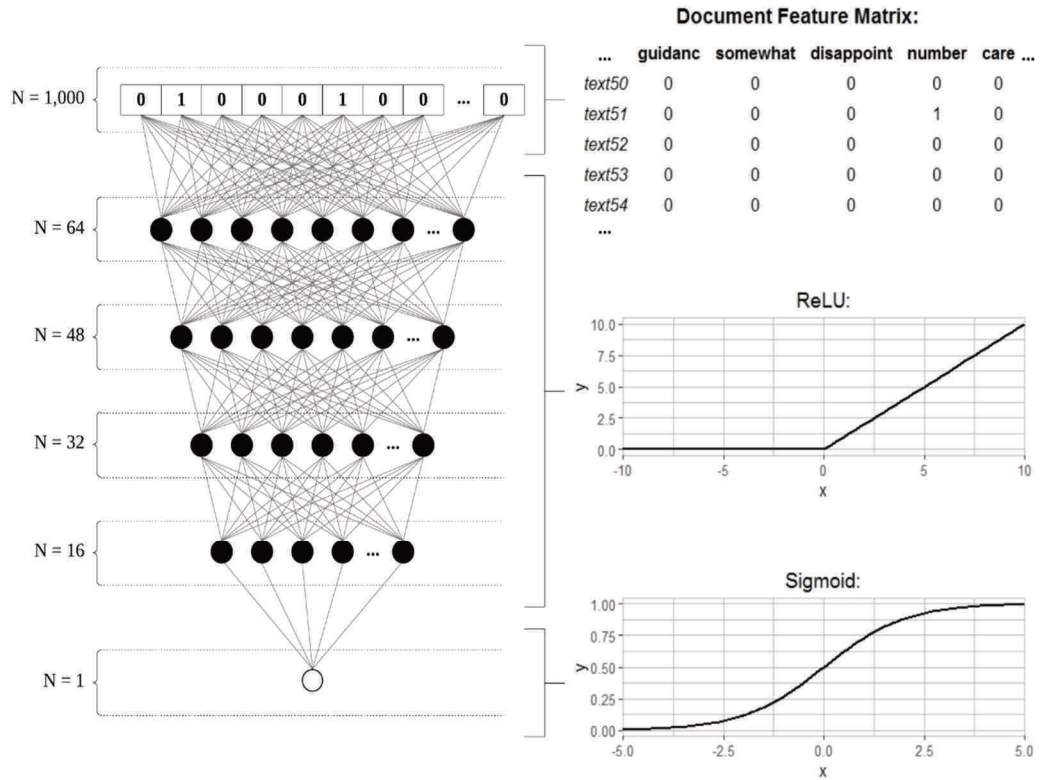 N = 1,000
0 1 0 0 0 1 0 0 ... 0
N = 64
...
N = 48
...
N = 32
...
N = 16
...
N = 1
Document Feature Matrix:
... guidanc somewhat disappoint number care ...
text50 0 0 0 0 0
text51 0 0 0 1 0
text52 0 0 0 0 0
text53 0 0 0 0 0
text54 0 0 0 0 0
...
ReLU:
10.0
7.5
5.0
2.5
0.0
y
-10 -5 0 5 10
x
Sigmoid:
1.00
0.75
0.50
0.25
0.00
y
-5.0 -2.5 0.0 2.5 5.0
x